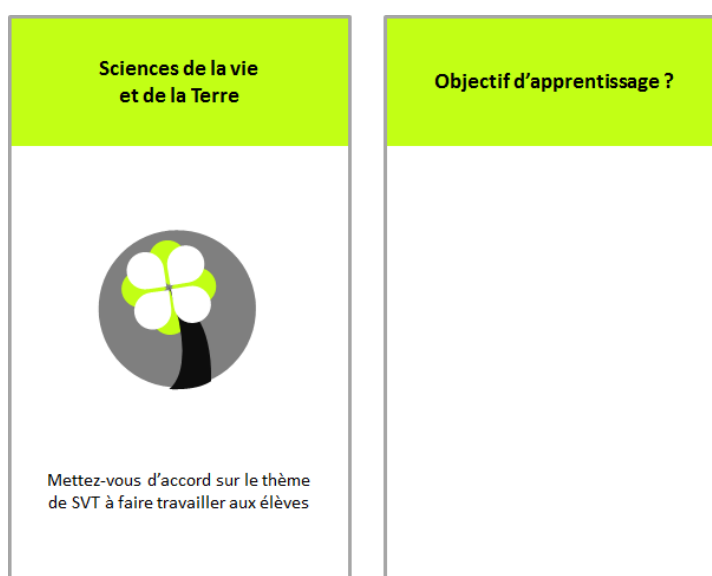 Sciences de la vie
et de la Terre
Mettez-vous d’accord sur le thème
de SVT à faire travailler aux élèves
Objectif d’apprentissage ?